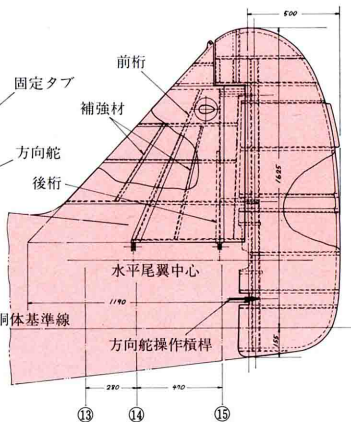 500
前桁
固定タブ
補強材
1685
方向舵
後桁
水平尾翼中心
1190
胴体基準線
方向舵操作槓桿
155
280
470
⑬
⑭
⑮